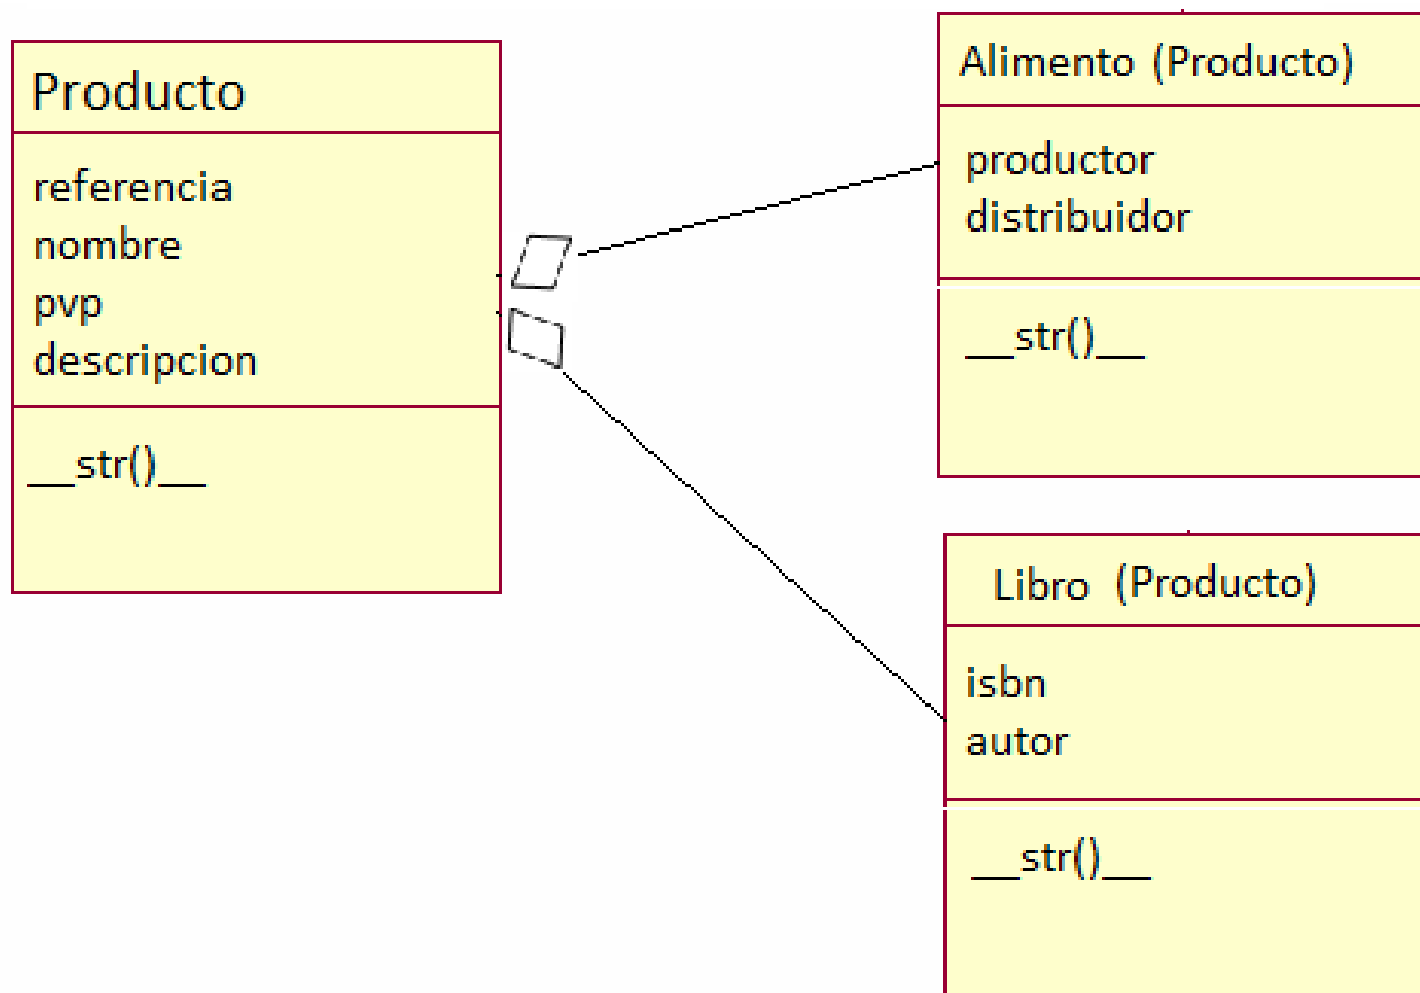 Producto
referencia
nombre
pvp
descripcion
__str()__
Alimento (Producto)
productor
distribuidor
__str()__
Libro (Producto)
isbn
autor
__str()__